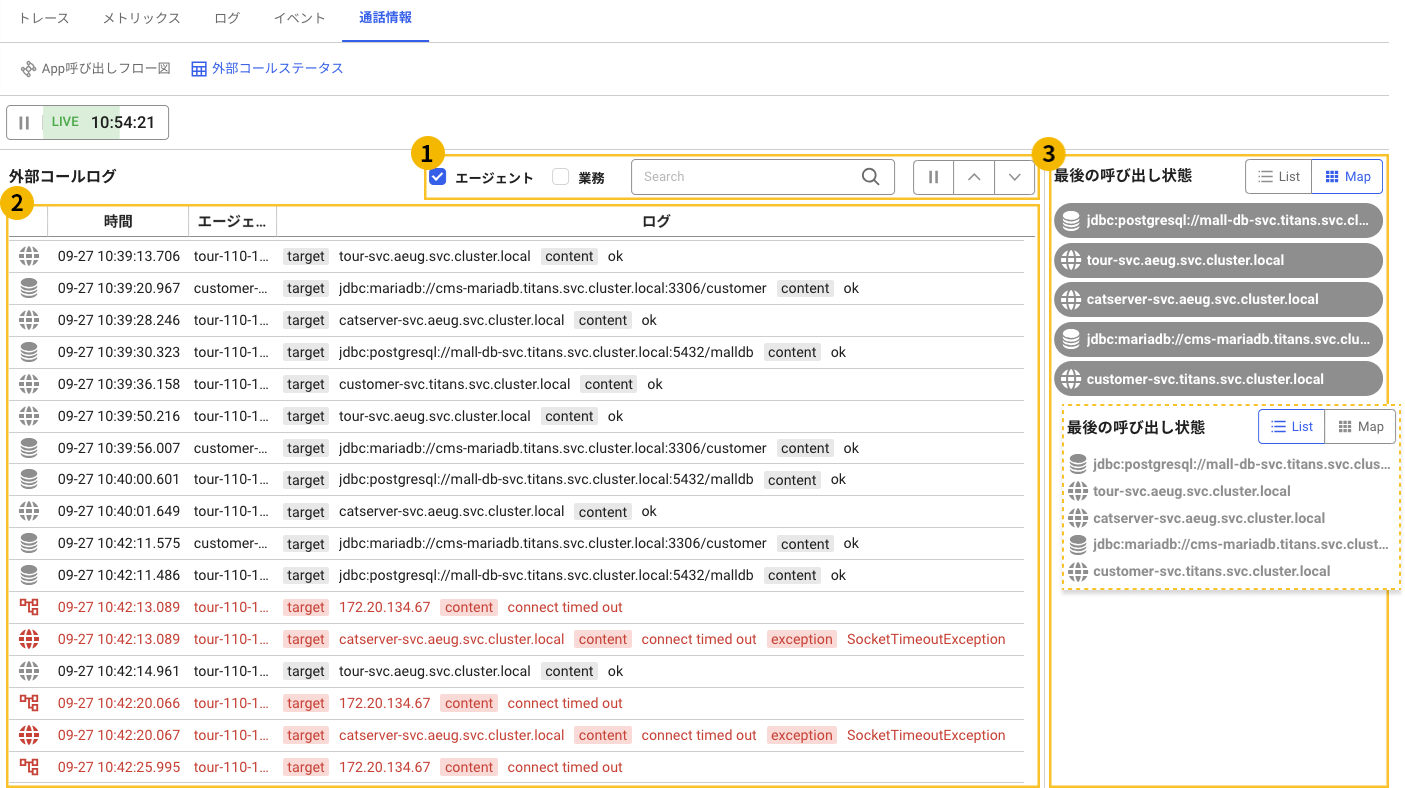 トレース メトリックス ログ イベント 通話情報
App呼び出しフロー図 外部コールステータス
LIVE 10:54:21
外部コールログ
1
エージェント 業務 Search
2
時間 エージェ... ログ
09-27 10:39:13.706 tour-110-1... target tour-svc.aeug.svc.cluster.local content ok
09-27 10:39:20.967 customer-... target jdbc:mariadb://cms-mariadb.titans.svc.cluster.local:3306/customer content ok
09-27 10:39:28.246 tour-110-1... target catserver-svc.aeug.svc.cluster.local content ok
09-27 10:39:30.323 tour-110-1... target jdbc:postgresql://mall-db-svc.titans.svc.cluster.local:5432/malldb content ok
09-27 10:39:36.158 tour-110-1... target customer-svc.titans.svc.cluster.local content ok
09-27 10:39:50.216 tour-110-1... target tour-svc.aeug.svc.cluster.local content ok
09-27 10:39:56.007 customer-... target jdbc:mariadb://cms-mariadb.titans.svc.cluster.local:3306/customer content ok
09-27 10:40:00.601 tour-110-1... target jdbc:postgresql://mall-db-svc.titans.svc.cluster.local:5432/malldb content ok
09-27 10:40:01.649 tour-110-1... target catserver-svc.aeug.svc.cluster.local content ok
09-27 10:42:11.575 customer-... target jdbc:mariadb://cms-mariadb.titans.svc.cluster.local:3306/customer content ok
09-27 10:42:11.486 tour-110-1... target jdbc:postgresql://mall-db-svc.titans.svc.cluster.local:5432/malldb content ok
09-27 10:42:13.089 tour-110-1... target 172.20.134.67 content connect timed out
09-27 10:42:13.089 tour-110-1... target catserver-svc.aeug.svc.cluster.local content connect timed out exception SocketTimeoutException
09-27 10:42:14.961 tour-110-1... target tour-svc.aeug.svc.cluster.local content ok
09-27 10:42:20.066 tour-110-1... target 172.20.134.67 content connect timed out
09-27 10:42:20.067 tour-110-1... target catserver-svc.aeug.svc.cluster.local content connect timed out exception SocketTimeoutException
09-27 10:42:25.995 tour-110-1... target 172.20.134.67 content connect timed out
3
最後の呼び出し状態 List Map
jdbc:postgresql://mall-db-svc.titans.svc.cl...
tour-svc.aeug.svc.cluster.local
catserver-svc.aeug.svc.cluster.local
jdbc:mariadb://cms-mariadb.titans.svc.clu...
customer-svc.titans.svc.cluster.local
最後の呼び出し状態 List Map
jdbc:postgresql://mall-db-svc.titans.svc.clus...
tour-svc.aeug.svc.cluster.local
catserver-svc.aeug.svc.cluster.local
jdbc:mariadb://cms-mariadb.titans.svc.clust...
customer-svc.titans.svc.cluster.local